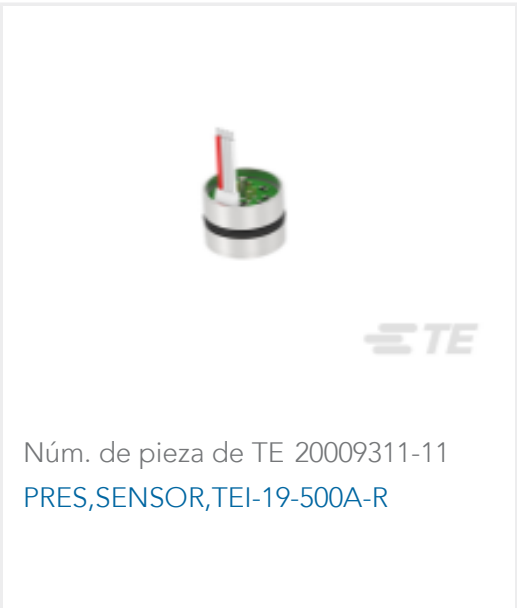 TE
Núm. de pieza de TE 20009311-11
PRES,SENSOR,TEI-19-500A-R